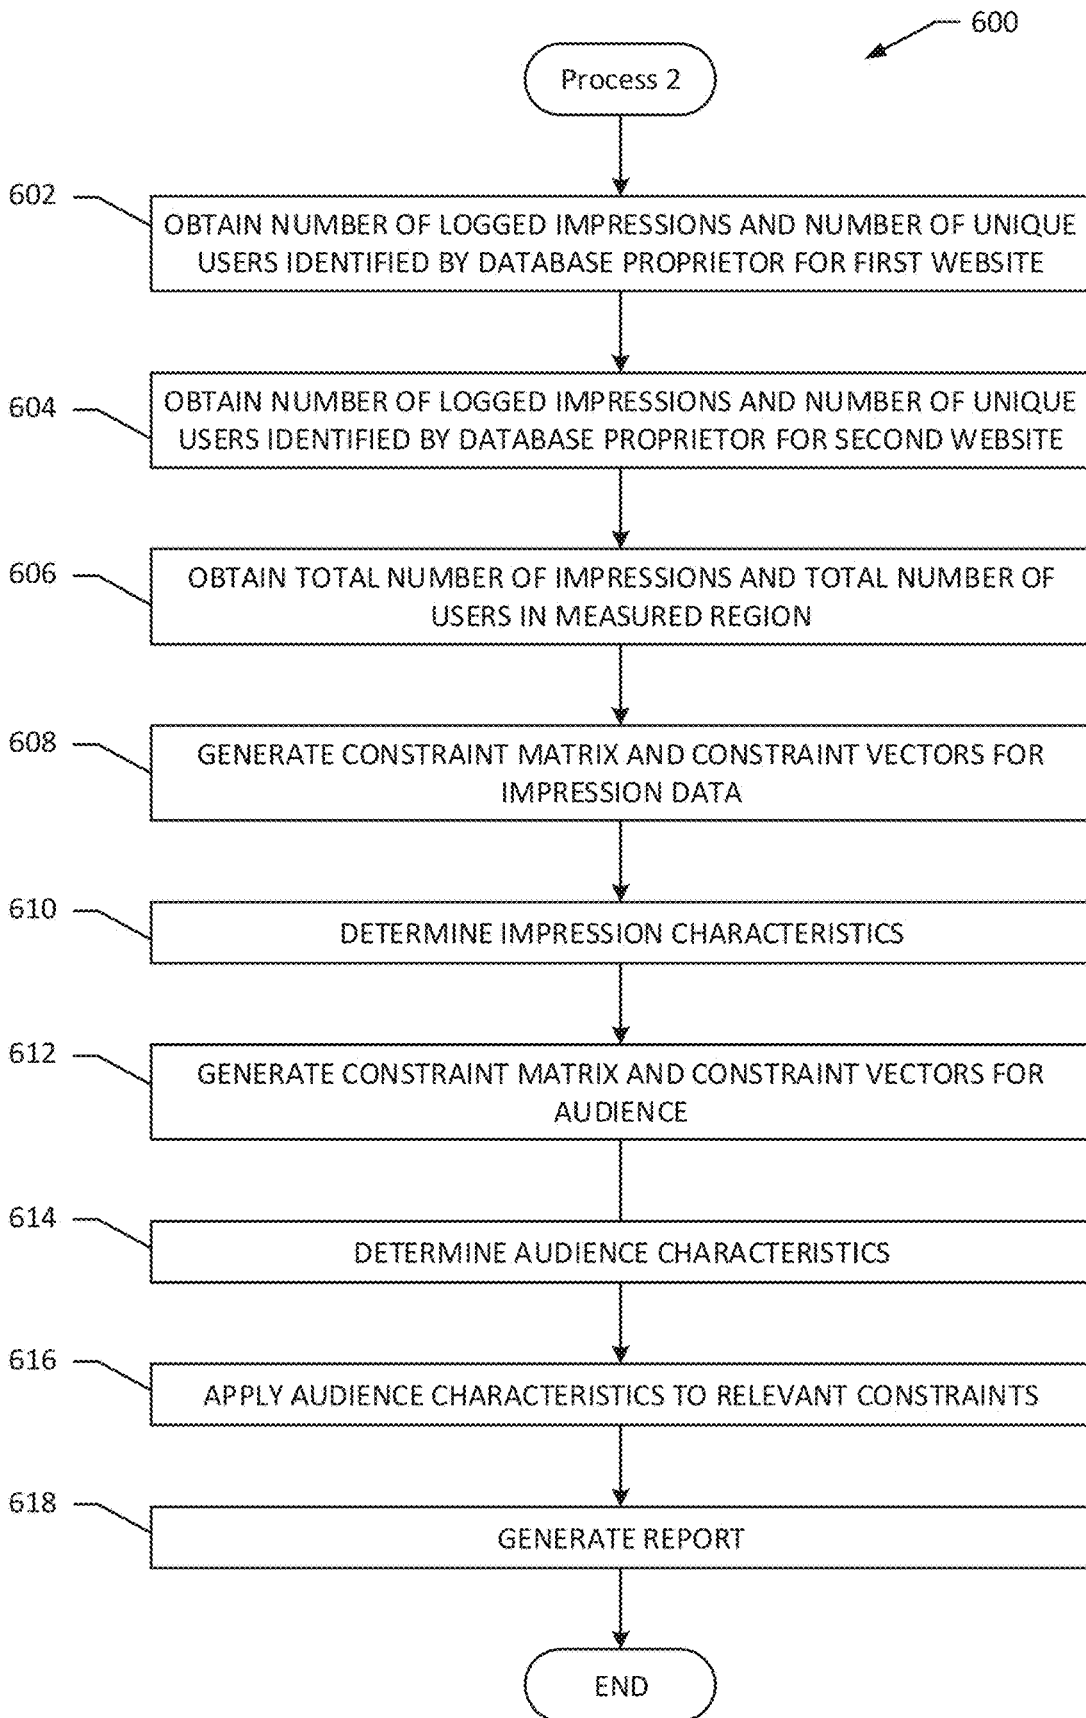 600
Process 2
602
OBTAIN NUMBER OF LOGGED IMPRESSIONS AND NUMBER OF UNIQUE
USERS IDENTIFIED BY DATABASE PROPRIETOR FOR FIRST WEBSITE
604
OBTAIN NUMBER OF LOGGED IMPRESSIONS AND NUMBER OF UNIQUE
USERS IDENTIFIED BY DATABASE PROPRIETOR FOR SECOND WEBSITE
606
OBTAIN TOTAL NUMBER OF IMPRESSIONS AND TOTAL NUMBER OF
USERS IN MEASURED REGION
608
GENERATE CONSTRAINT MATRIX AND CONSTRAINT VECTORS FOR
IMPRESSION DATA
610
DETERMINE IMPRESSION CHARACTERISTICS
612
GENERATE CONSTRAINT MATRIX AND CONSTRAINT VECTORS FOR
AUDIENCE
614
DETERMINE AUDIENCE CHARACTERISTICS
616
APPLY AUDIENCE CHARACTERISTICS TO RELEVANT CONSTRAINTS
618
GENERATE REPORT
END